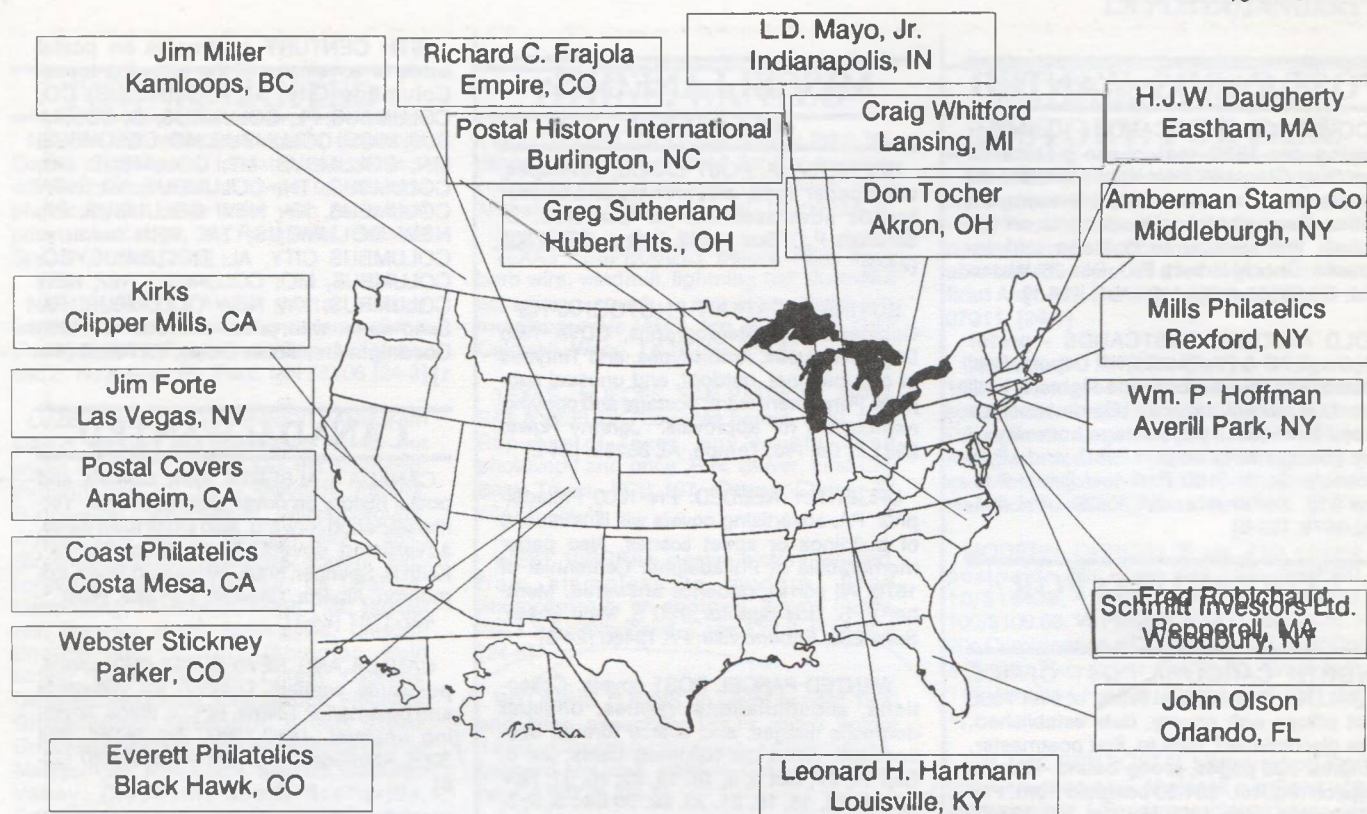 Jim Miller
Kamloops, BC
Richard C. Frajola
Empire, CO
L.D. Mayo, Jr.
Indianapolis, IN
Postal History International
Burlington, NC
Craig Whitford
Lansing, MI
H.J.W. Daugherty
Eastham, MA
Greg Sutherland
Hubert Hts., OH
Don Tocher
Akron, OH
Amberman Stamp Co
Middleburgh, NY
Kirks
Clipper Mills, CA
Mills Philatelics
Rexford, NY
Jim Forte
Las Vegas, NV
Wm. P. Hoffman
Averill Park, NY
Postal Covers
Anaheim, CA
Coast Philatelics
Costa Mesa, CA
Fred Robichaud
Pepperell, MA
Schmitt Investors Ltd.
Woodbury, NY
Webster Stickney
Parker, CO
John Olson
Orlando, FL
Everett Philatelics
Black Hawk, CO
Leonard H. Hartmann
Louisville, KY